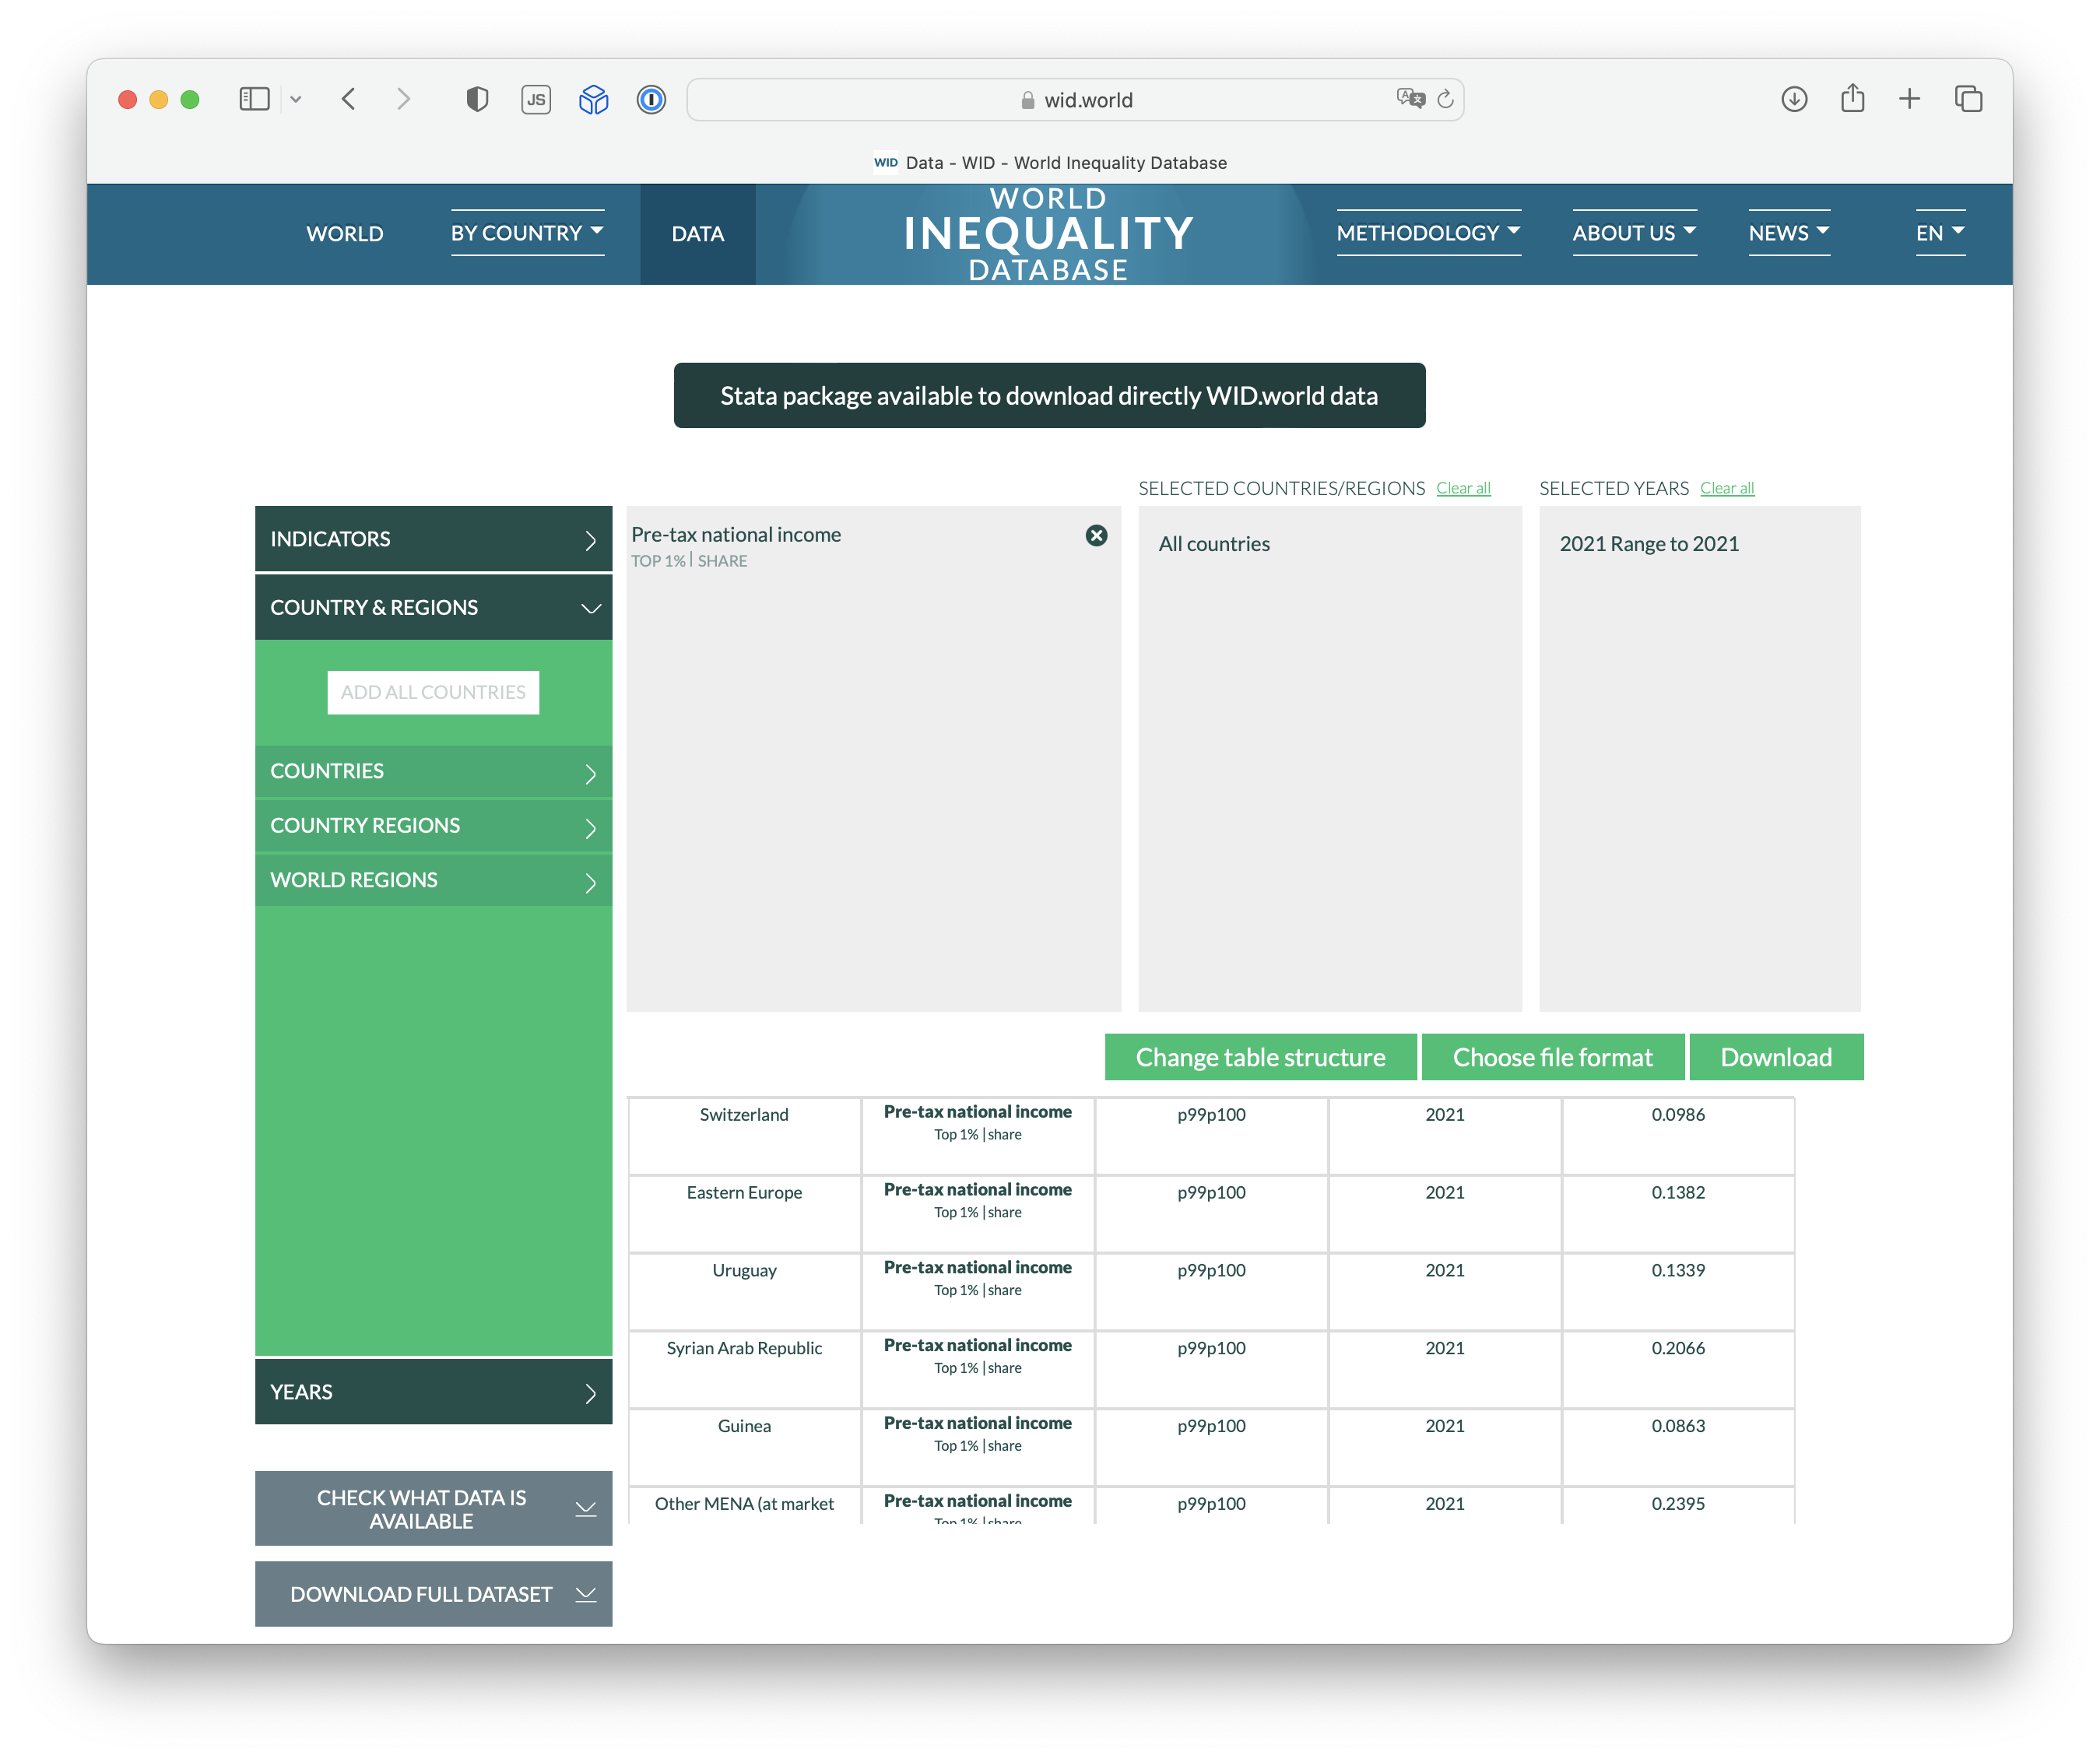 JS
wid.world
WID Data - WID - World Inequality Database
WORLD
BY COUNTRY
DATA
WORLD
INEQUALITY
DATABASE
METHODOLOGY
ABOUT US
NEWS
EN
Stata package available to download directly WID.world data
SELECTED COUNTRIES/REGIONS Clear all
SELECTED YEARS Clear all
INDICATORS
Pre-tax national income
TOP 1% | SHARE
All countries
2021 Range to 2021
COUNTRY & REGIONS
ADD ALL COUNTRIES
COUNTRIES
COUNTRY REGIONS
WORLD REGIONS
Change table structure
Choose file format
Download
Switzerland Pre-tax national income p99p100 2021 0.0986
Top 1% | share
Eastern Europe Pre-tax national income p99p100 2021 0.1382
Top 1% | share
Uruguay Pre-tax national income p99p100 2021 0.1339
Top 1% | share
Syrian Arab Republic Pre-tax national income p99p100 2021 0.2066
Top 1% | share
Guinea Pre-tax national income p99p100 2021 0.0863
Top 1% | share
Other MENA (at market Pre-tax national income p99p100 2021 0.2395
Top 1% | share
YEARS
CHECK WHAT DATA IS
AVAILABLE
DOWNLOAD FULL DATASET